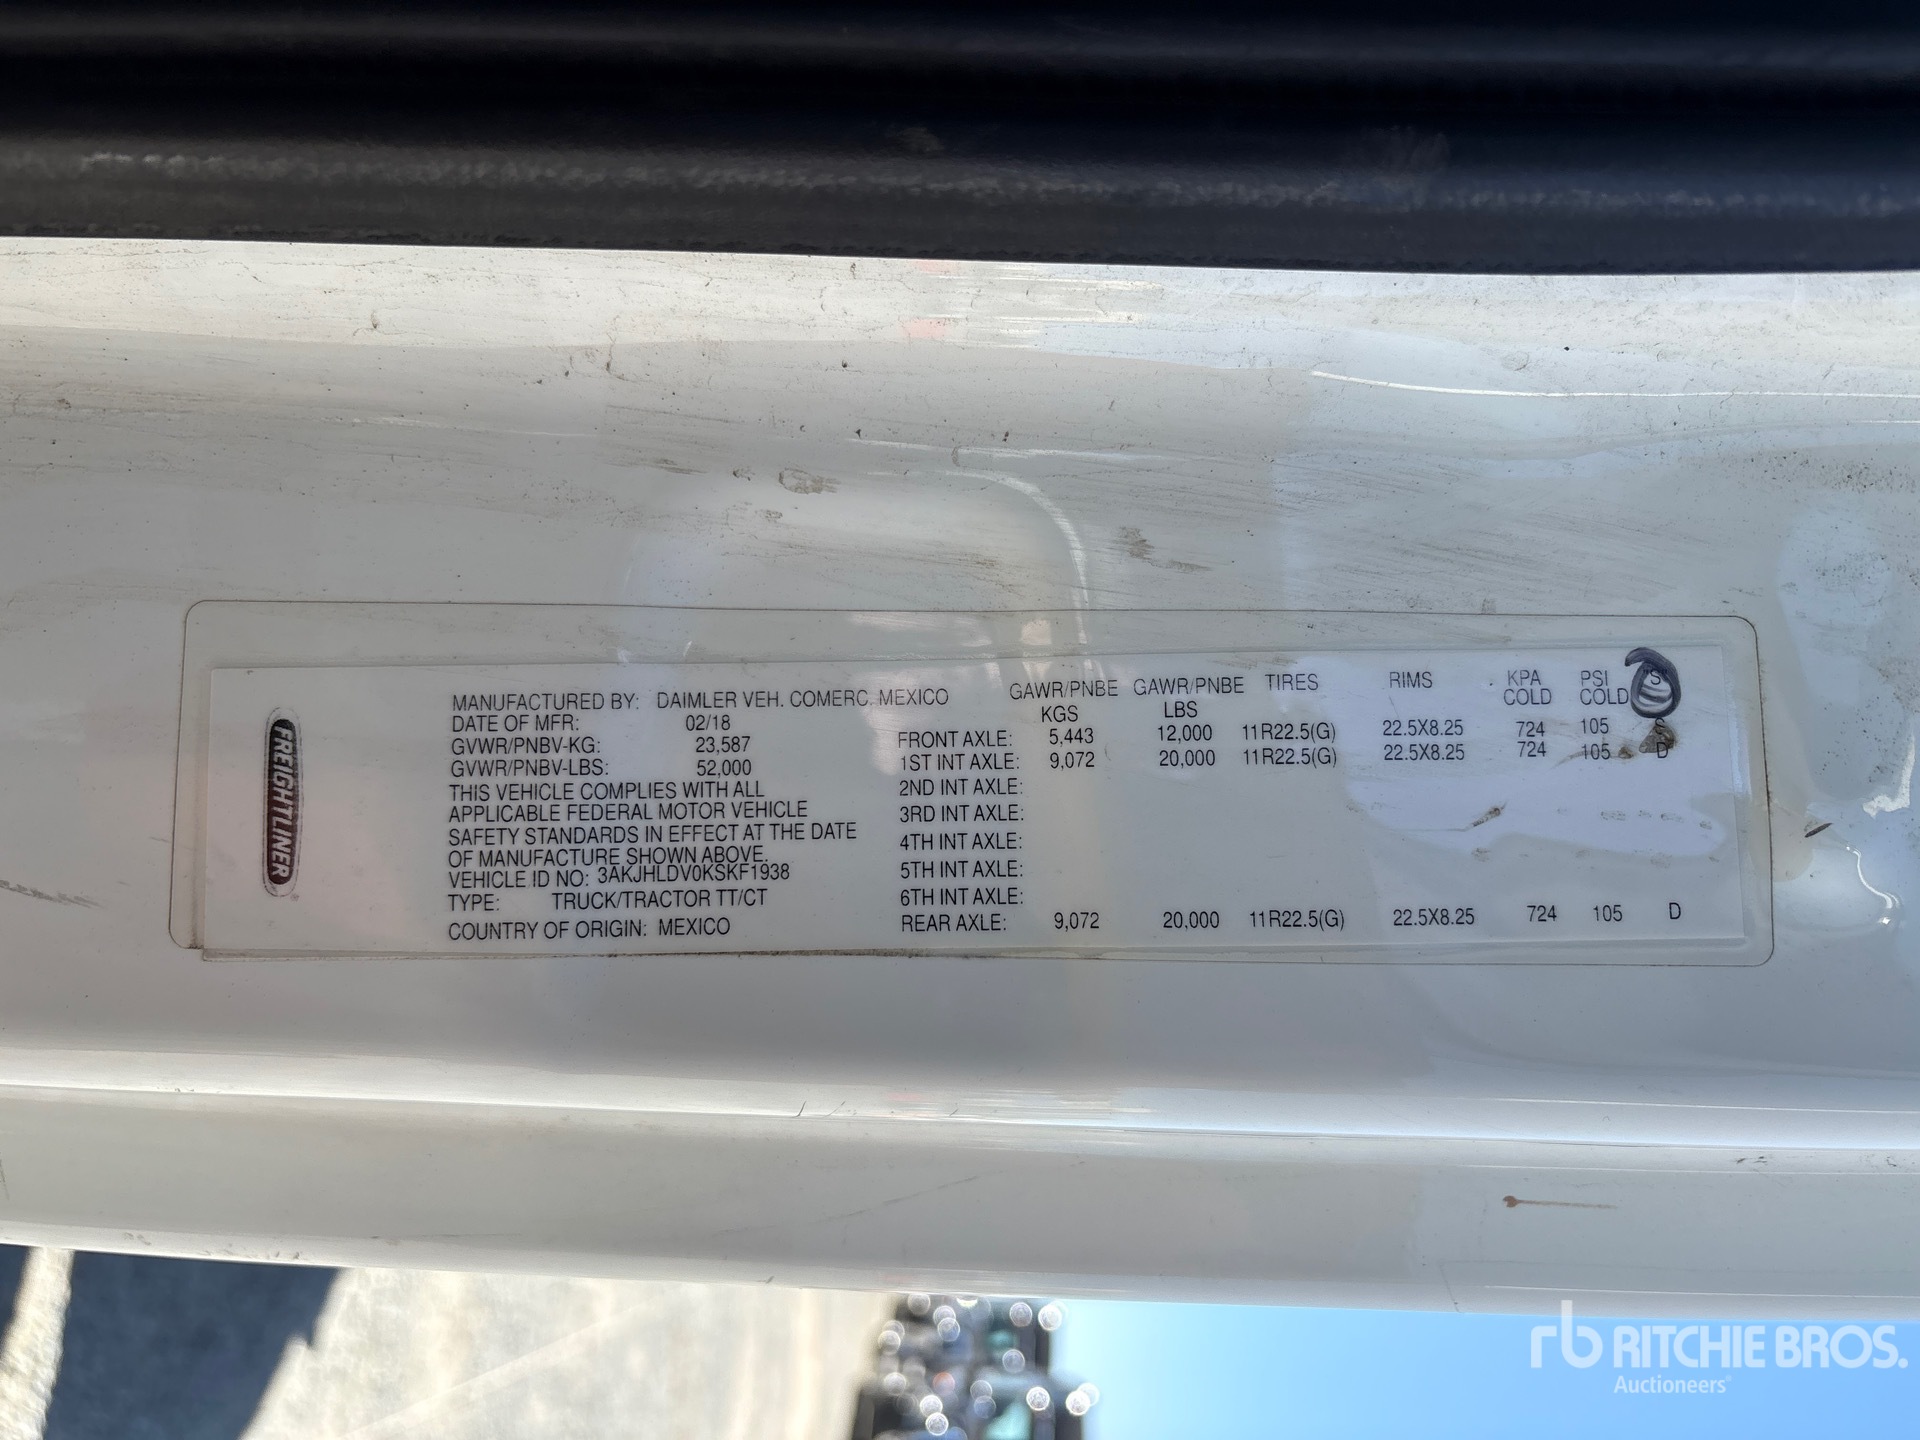 FREIGHTLINER
MANUFACTURED BY: DAIMLER VEH. COMERC. MEXICO
DATE OF MFR: 02/18
GVWR/PNBV-KG: 23,587
GVWR/PNBV-LBS: 52,000
THIS VEHICLE COMPLIES WITH ALL
APPLICABLE FEDERAL MOTOR VEHICLE
SAFETY STANDARDS IN EFFECT AT THE DATE
OF MANUFACTURE SHOWN ABOVE.
VEHICLE ID NO: 3AKJHLDV0KSKF1938
TYPE: TRUCK/TRACTOR TT/CT
COUNTRY OF ORIGIN: MEXICO
GAWR/PNBE GAWR/PNBE TIRES RIMS KPA PSI "S"
KGS LBS COLD COLD
FRONT AXLE: 5,443 12,000 11R22.5(G) 22.5X8.25 724 105 S
1ST INT AXLE: 9,072 20,000 11R22.5(G) 22.5X8.25 724 105 D
2ND INT AXLE:
3RD INT AXLE:
4TH INT AXLE:
5TH INT AXLE:
6TH INT AXLE:
REAR AXLE: 9,072 20,000 11R22.5(G) 22.5X8.25 724 105 D
rb RITCHIE BROS.
Auctioneers